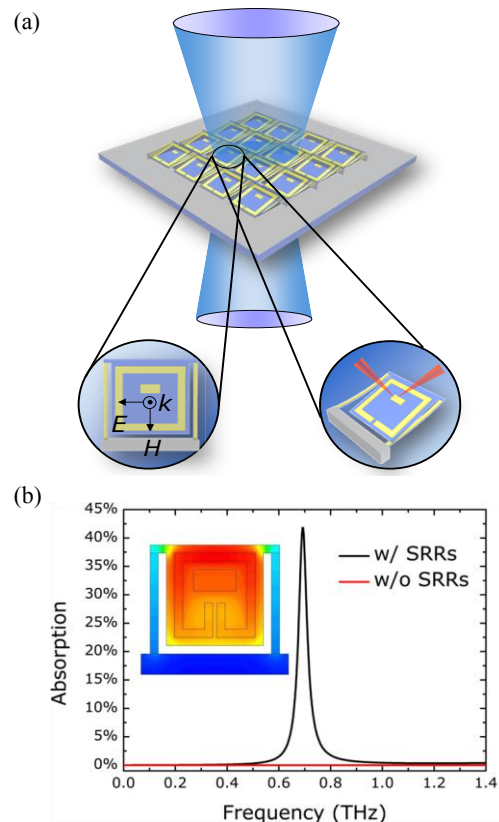 (a)
E
k
H
(b)
45%
40%
35%
30%
25%
20%
15%
10%
5%
0%
Absorption
w/ SRRs
w/o SRRs
0.0 0.2 0.4 0.6 0.8 1.0 1.2 1.4
Frequency (THz)